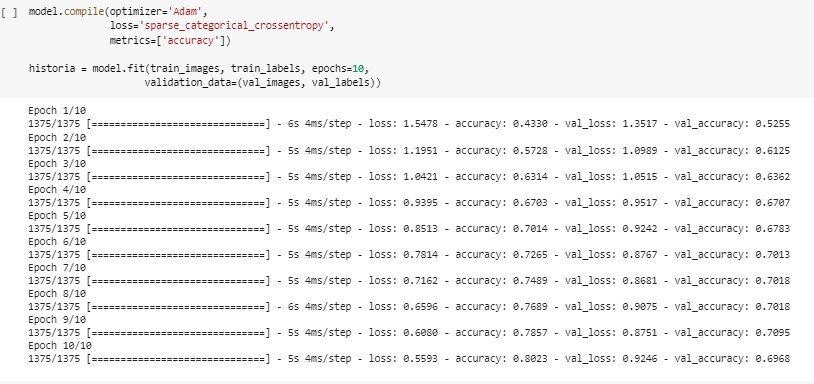 [ ] model.compile(optimizer='Adam',
loss='sparse_categorical_crossentropy',
metrics=['accuracy'])
historia = model.fit(train_images, train_labels, epochs=10,
validation_data=(val_images, val_labels))
Epoch 1/10
1375/1375 [==============================] - 6s 4ms/step - loss: 1.5478 - accuracy: 0.4330 - val_loss: 1.3517 - val_accuracy: 0.5255
Epoch 2/10
1375/1375 [==============================] - 5s 4ms/step - loss: 1.1951 - accuracy: 0.5728 - val_loss: 1.0989 - val_accuracy: 0.6125
Epoch 3/10
1375/1375 [==============================] - 5s 4ms/step - loss: 1.0421 - accuracy: 0.6314 - val_loss: 1.0515 - val_accuracy: 0.6362
Epoch 4/10
1375/1375 [==============================] - 5s 4ms/step - loss: 0.9395 - accuracy: 0.6703 - val_loss: 0.9517 - val_accuracy: 0.6707
Epoch 5/10
1375/1375 [==============================] - 5s 4ms/step - loss: 0.8513 - accuracy: 0.7014 - val_loss: 0.9242 - val_accuracy: 0.6783
Epoch 6/10
1375/1375 [==============================] - 5s 4ms/step - loss: 0.7814 - accuracy: 0.7265 - val_loss: 0.8767 - val_accuracy: 0.7013
Epoch 7/10
1375/1375 [==============================] - 5s 4ms/step - loss: 0.7162 - accuracy: 0.7489 - val_loss: 0.8681 - val_accuracy: 0.7018
Epoch 8/10
1375/1375 [==============================] - 6s 4ms/step - loss: 0.6596 - accuracy: 0.7689 - val_loss: 0.9075 - val_accuracy: 0.7018
Epoch 9/10
1375/1375 [==============================] - 5s 4ms/step - loss: 0.6080 - accuracy: 0.7857 - val_loss: 0.8751 - val_accuracy: 0.7095
Epoch 10/10
1375/1375 [==============================] - 5s 4ms/step - loss: 0.5593 - accuracy: 0.8023 - val_loss: 0.9246 - val_accuracy: 0.6968